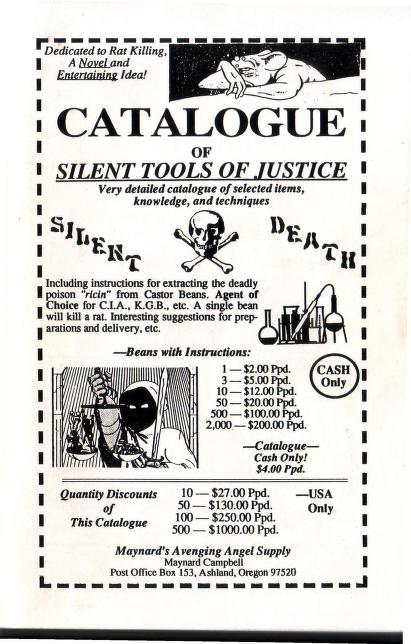 Dedicated to Rat Killing,
A Novel and
Entertaining Idea!
CATALOGUE
OF
SILENT TOOLS OF JUSTICE
Very detailed catalogue of selected items,
knowledge, and techniques
SILENT DEATH
Including instructions for extracting the deadly
poison "ricin" from Castor Beans. Agent of
Choice for C.I.A., K.G.B., etc. A single bean
will kill a rat. Interesting suggestions for prep-
arations and delivery, etc.
—Beans with Instructions:
1 — $2.00 Ppd.
3 — $5.00 Ppd.
10 — $12.00 Ppd.
50 — $20.00 Ppd.
500 — $100.00 Ppd.
2,000 — $200.00 Ppd.
CASH
Only
—Catalogue—
Cash Only!
$4.00 Ppd.
Quantity Discounts
of
This Catalogue
10 — $27.00 Ppd.
50 — $130.00 Ppd.
100 — $250.00 Ppd.
500 — $1000.00 Ppd.
—USA
Only
Maynard's Avenging Angel Supply
Maynard Campbell
Post Office Box 153, Ashland, Oregon 97520